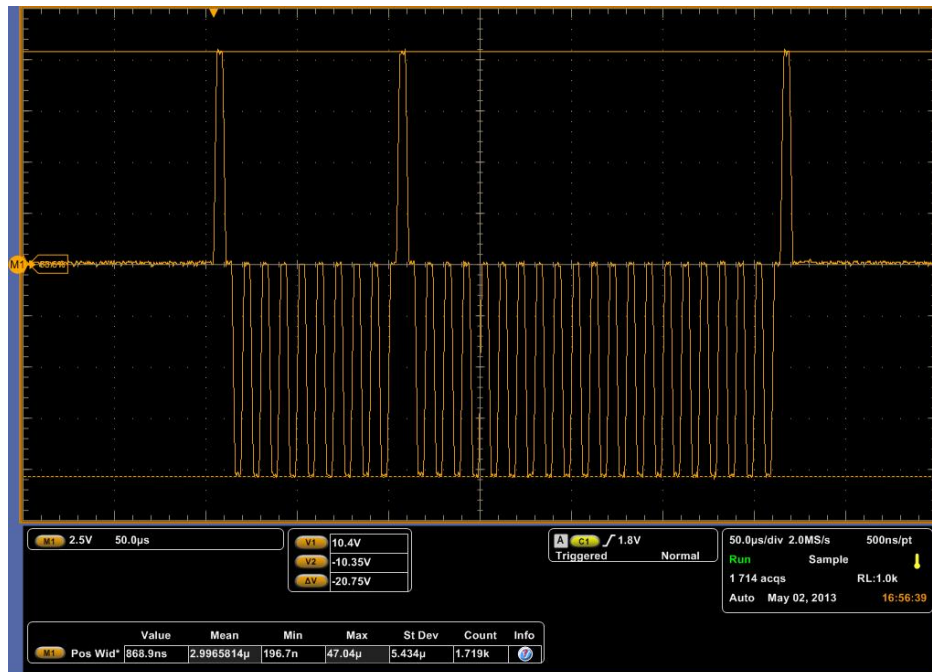 M1
M1 2.5V 50.0µs
V1 10.4V
V2 -10.35V
ΔV -20.75V
A C1 1.8V
Triggered Normal
50.0µs/div 2.0MS/s 500ns/pt
Run Sample
1 714 acqs RL:1.0k
Auto May 02, 2013 16:56:39
Value Mean Min Max St Dev Count Info
M1 Pos Wid* 868.9ns 2.9965814µ 196.7n 47.04µ 5.434µ 1.719k